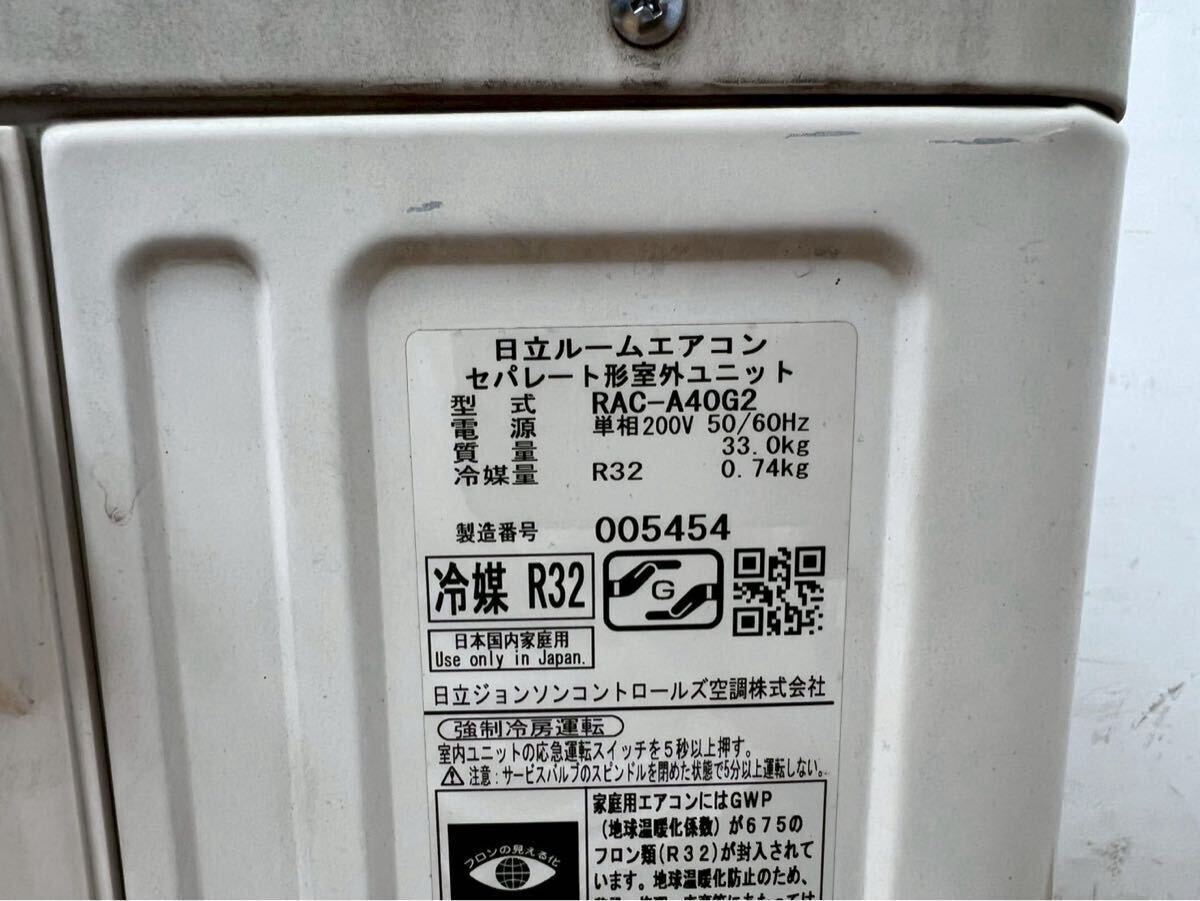 日立ルームエアコン
セパレート形室外ユニット
型 式 RAC-A40G2
電 源 単相200V 50/60Hz
質 量 33.0kg
冷媒量 R32 0.74kg
製造番号 005454
冷媒 R32
G
日本国内家庭用
Use only in Japan.
日立ジョンソンコントロールズ空調株式会社
強制冷房運転
室内ユニットの応急運転スイッチを5秒以上押す。
注意:サービスバルブのスピンドルを閉めた状態で5分以上運転しない。
フロンの見える化
家庭用エアコンにはGWP
(地球温暖化係数)が675の
フロン類(R32)が封入されて
います。地球温暖化防止のため、